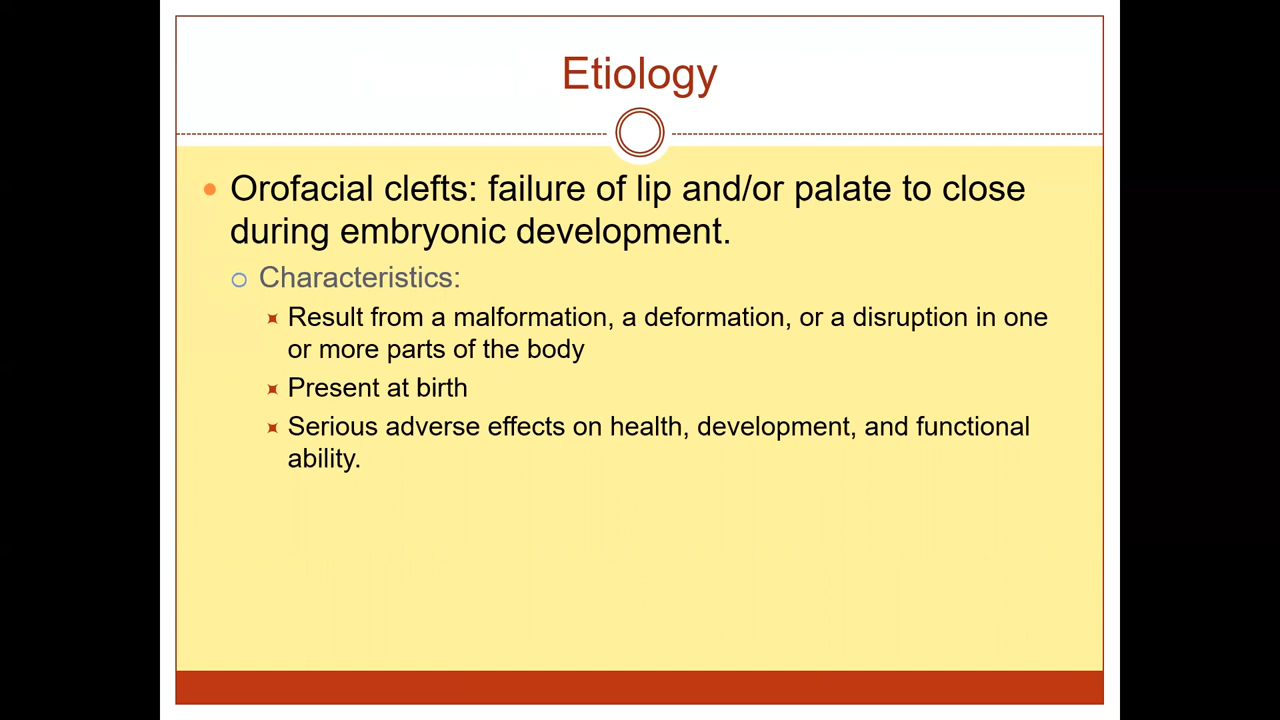 Etiology
Orofacial clefts: failure of lip and/or palate to close
during embryonic development.
Characteristics:
Result from a malformation, a deformation, or a disruption in one
or more parts of the body
Present at birth
Serious adverse effects on health, development, and functional
ability.